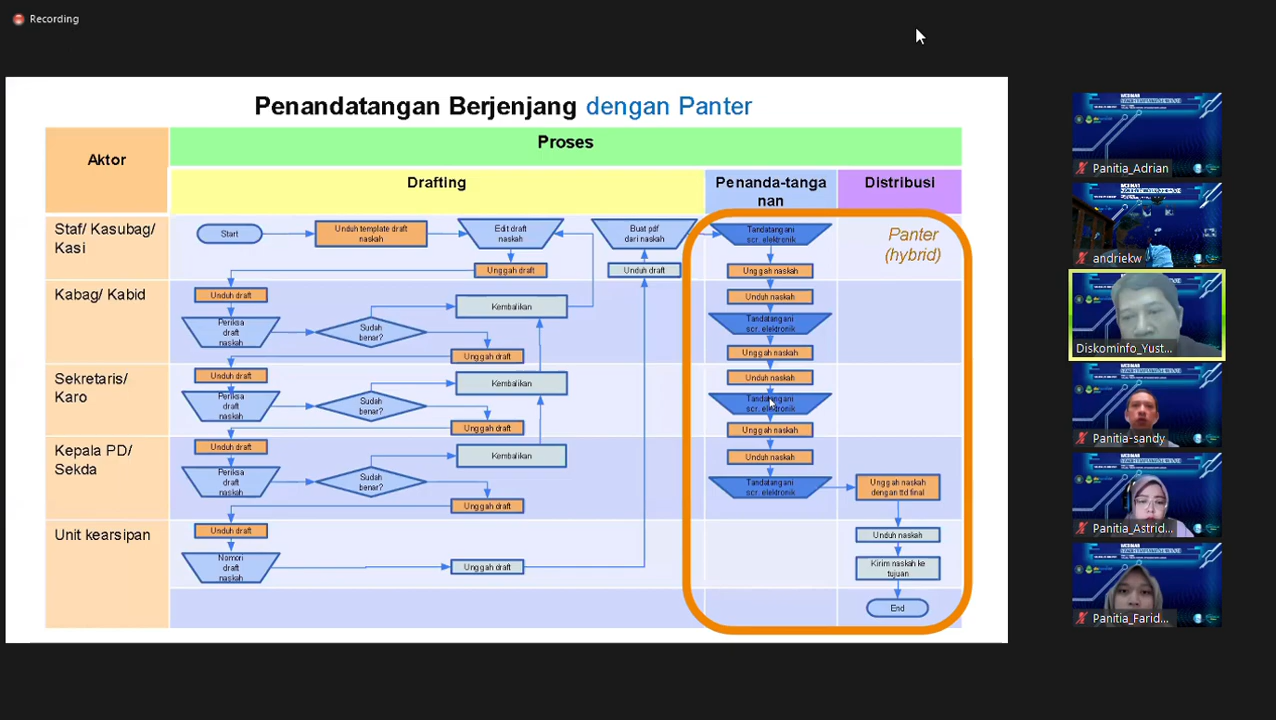 Recording
Penandatangan Berjenjang dengan Panter
Aktor
Proses
Drafting
Penanda-tanga
nan
Distribusi
Staf/ Kasubag/
Kasi
Start
Unduh template draft
naskah
Edit draft
naskah
Unggah draft
Buat pdf
dari naskah
Unduh draft
Tandatangani
scr. elektronik
Unggah naskah
Panter
(hybrid)
Kabag/ Kabid
Unduh draft
Periksa
draft
naskah
Sudah
benar?
Kembalikan
Unggah draft
Unduh naskah
Tandatangani
scr. elektronik
Unggah naskah
Sekretaris/
Karo
Unduh draft
Periksa
draft
naskah
Sudah
benar?
Kembalikan
Unggah draft
Unduh naskah
Tandatangani
scr. elektronik
Unggah naskah
Kepala PD/
Sekda
Unduh draft
Periksa
draft
naskah
Sudah
benar?
Kembalikan
Unggah draft
Unduh naskah
Tandatangani
scr. elektronik
Unggah naskah
dengan ttd final
Unit kearsipan
Unduh draft
Nomori
draft
naskah
Unggah draft
Unduh naskah
Kirim naskah ke
tujuan
End
Panitia_Adrian
andriekw
Diskominfo_Yust...
Panitia-sandy
Panitia_Astrid...
Panitia_Farid...